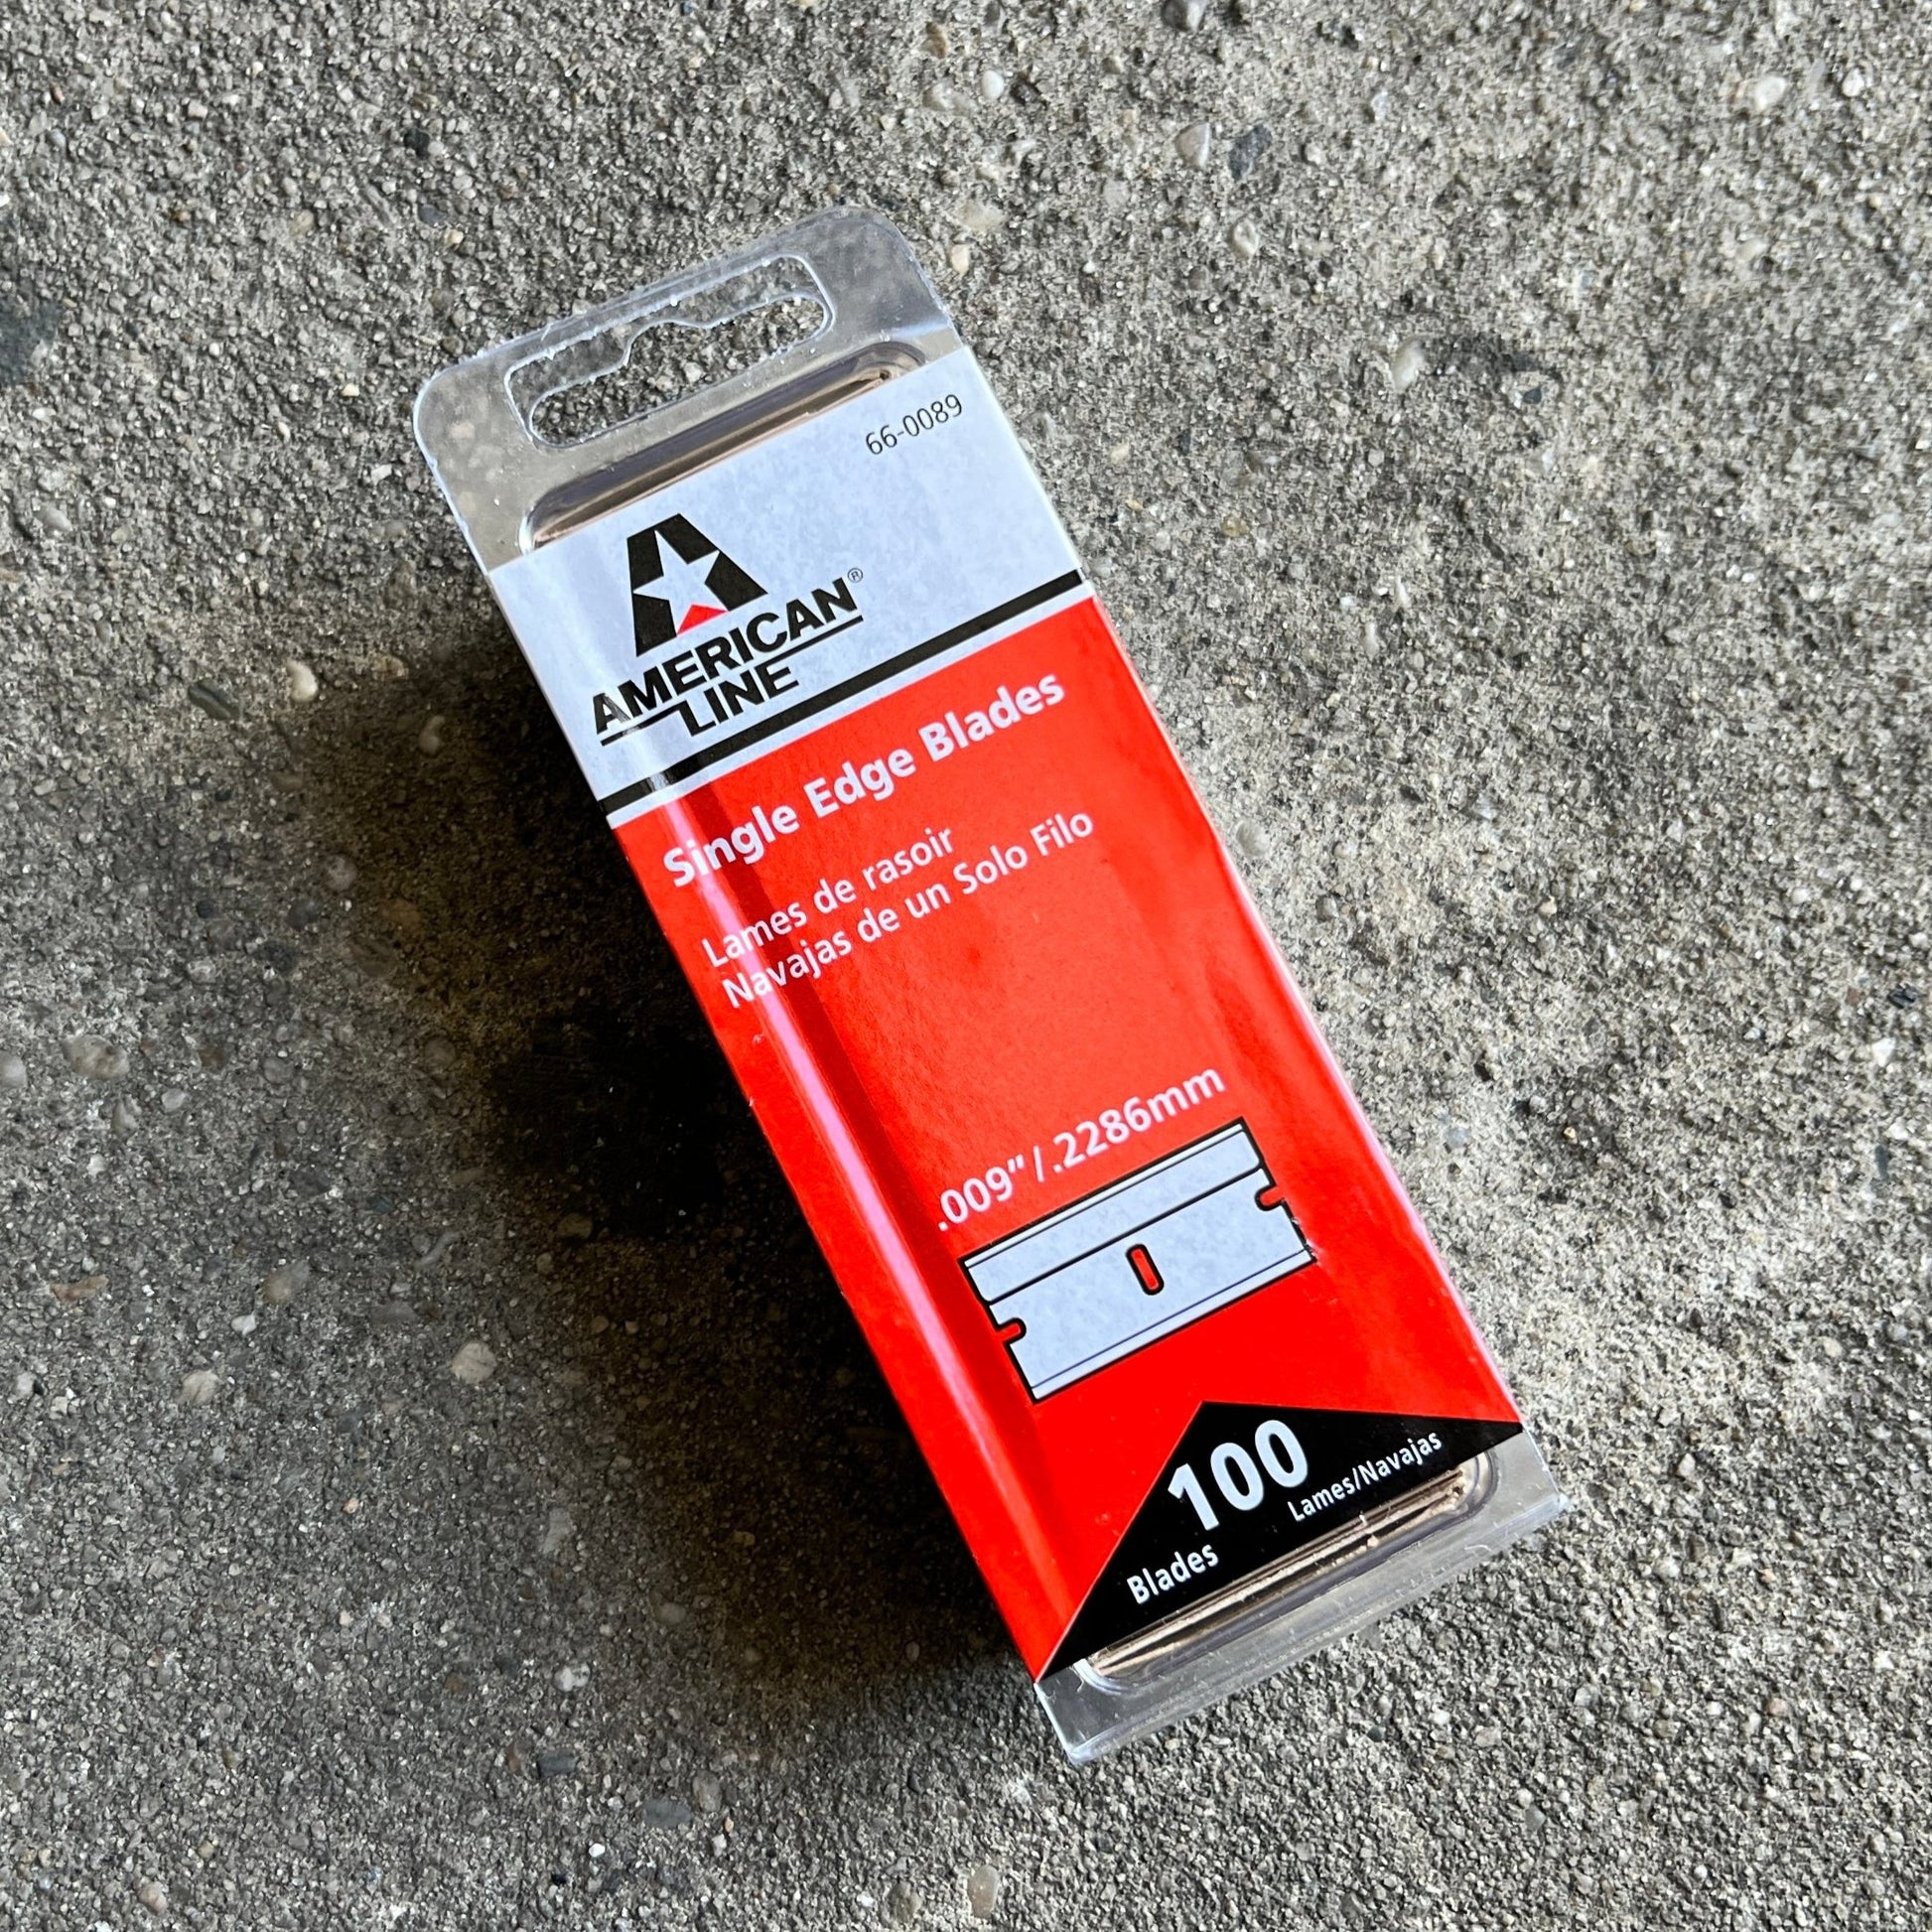 66-0089
A
AMERICAN®
LINE
Single Edge Blades
Lames de rasoir
Navajas de un Solo Filo
.009"/.2286mm
100
Blades
Lames/Navajas